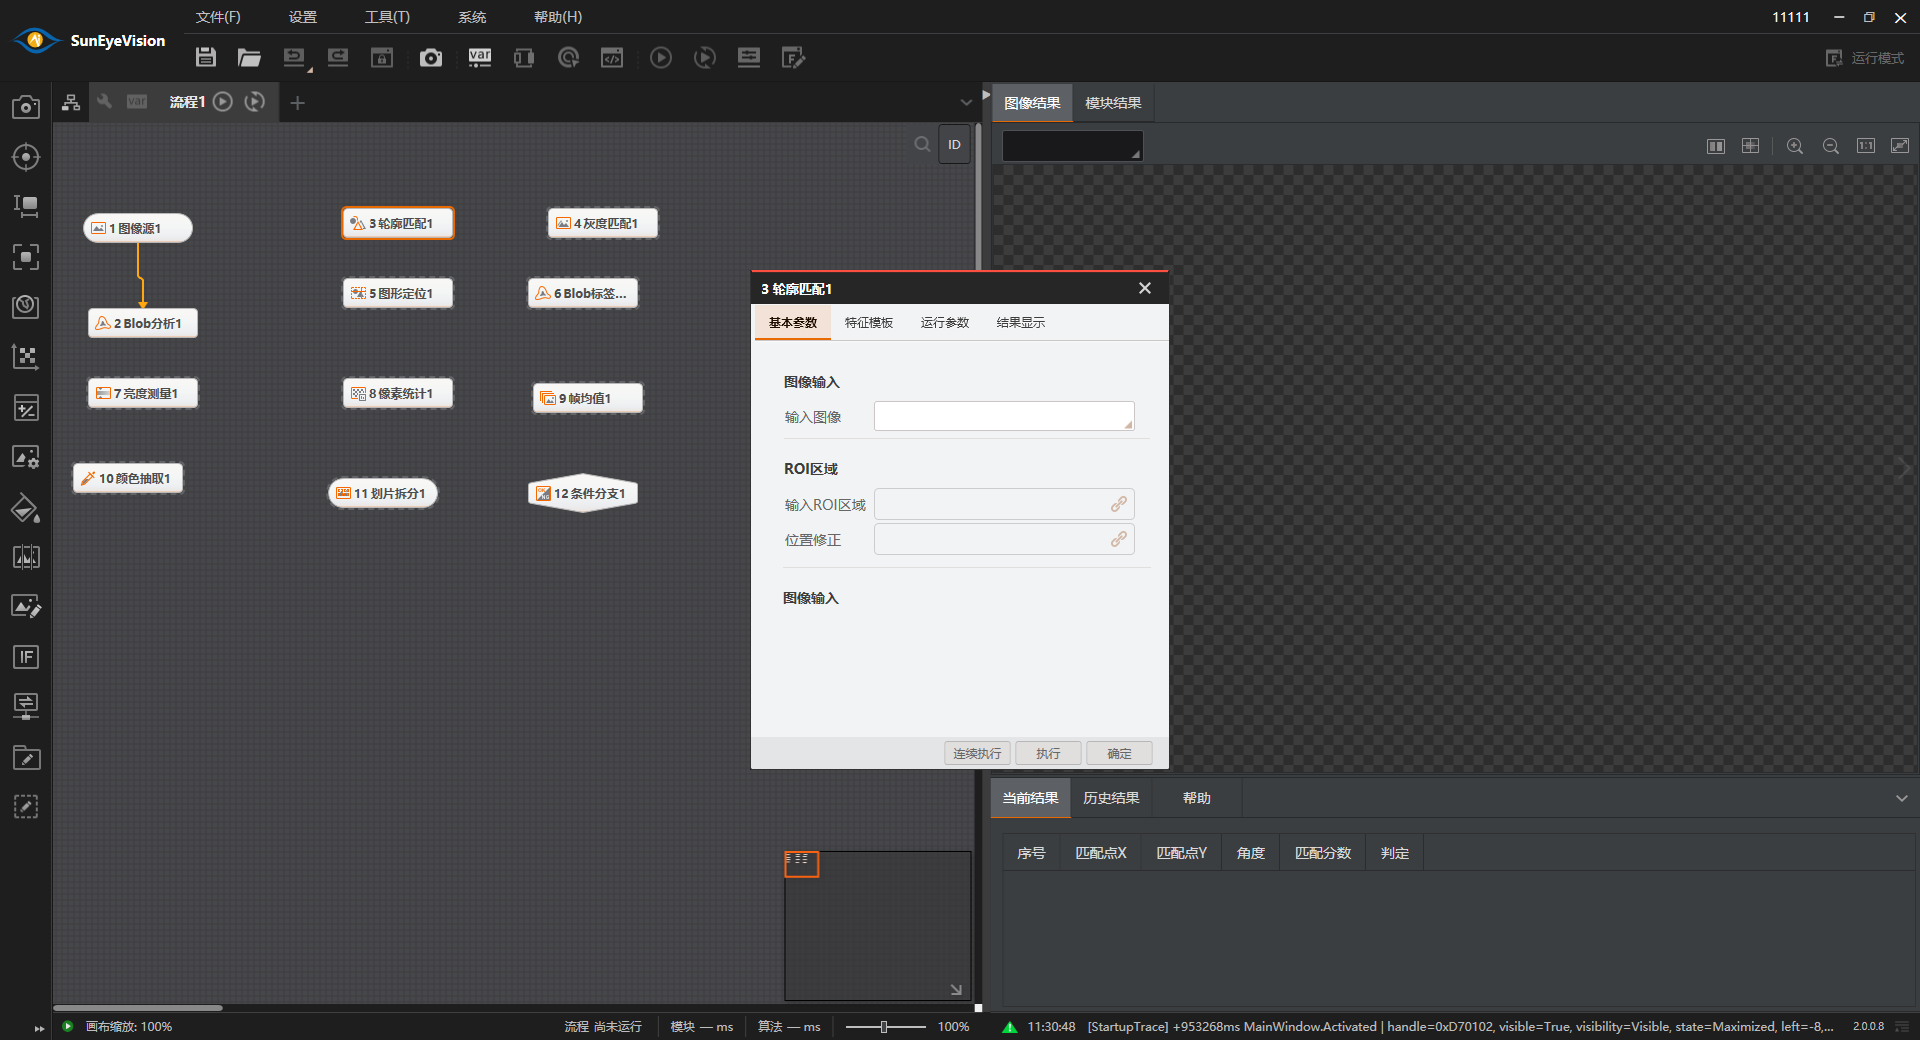 文件(F) 设置 工具(T) 系统 帮助(H) 11111
SunEyeVision
var
运行模式
var 流程1
图像结果 模块结果
ID
1:1
1 图像源1
3 轮廓匹配1
4 灰度匹配1
5 图形定位1
6 Blob标签...
2 Blob分析1
7 亮度测量1
8 像素统计1
9 帧均值1
10 颜色抽取1
11 划片拆分1
12 条件分支1
IF
3 轮廓匹配1
基本参数 特征模板 运行参数 结果显示
图像输入
输入图像
ROI区域
输入ROI区域
位置修正
图像输入
连续执行 执行 确定
当前结果 历史结果 帮助
序号 匹配点X 匹配点Y 角度 匹配分数 判定
画布缩放: 100% 流程 尚未运行 模块 — ms 算法 — ms 100% 11:30:48 [StartupTrace] +953268ms MainWindow.Activated | handle=0xD70102, visible=True, visibility=Visible, state=Maximized, left=-8,... 2.0.0.8